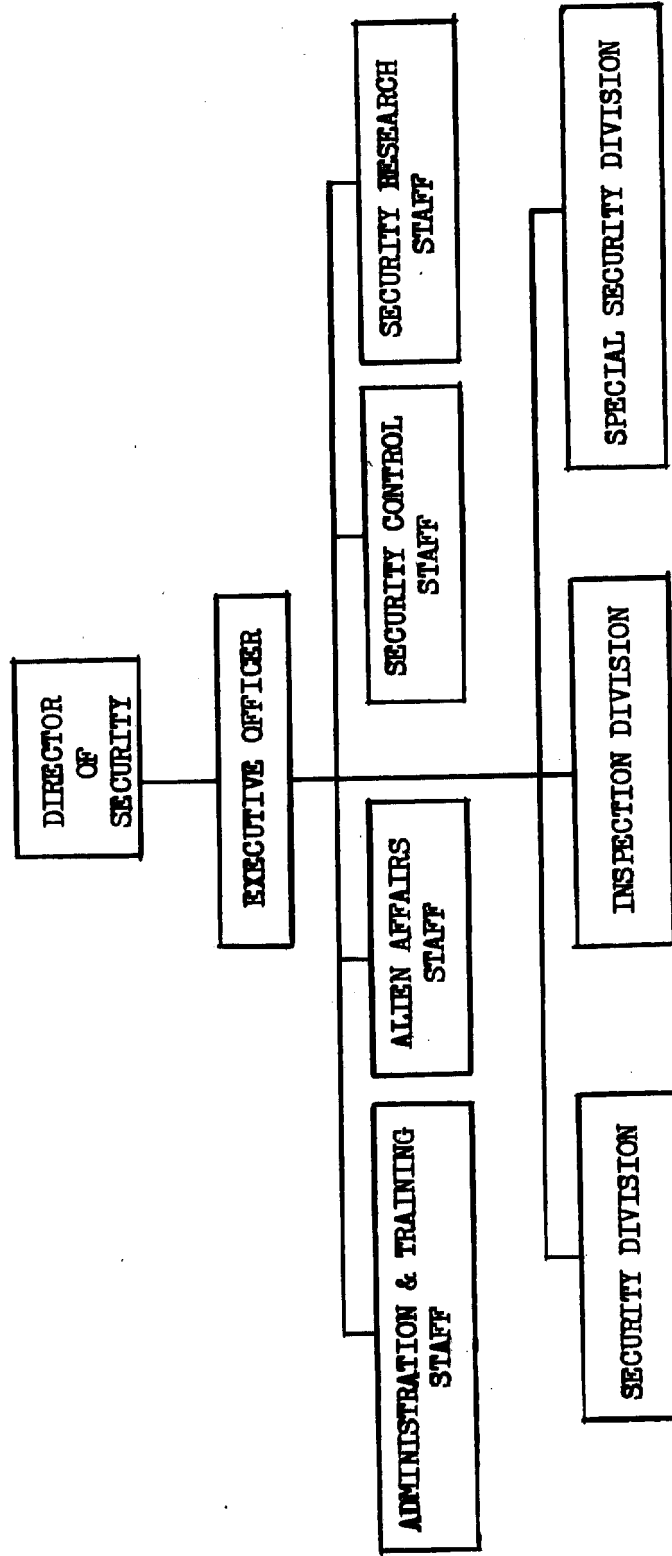 DIRECTOR
OF
SECURITY
EXECUTIVE OFFICER
ADMINISTRATION & TRAINING
STAFF
ALIEN AFFAIRS
STAFF
SECURITY CONTROL
STAFF
SECURITY RESEARCH
STAFF
SECURITY DIVISION
INSPECTION DIVISION
SPECIAL SECURITY DIVISION